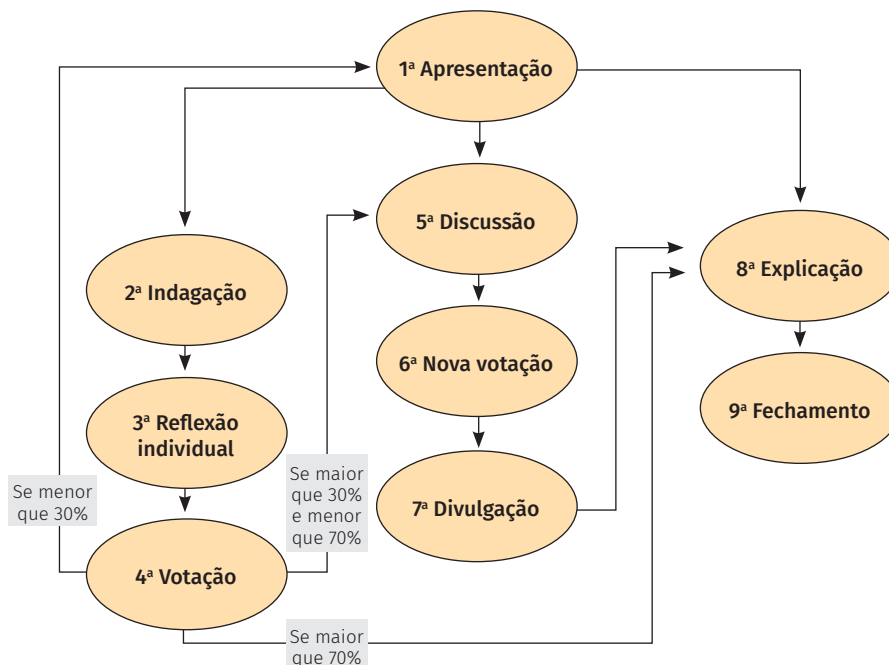 1ª Apresentação
2ª Indagação
3ª Reflexão
individual
Se menor
que 30%
4ª Votação
Se maior
que 30%
e menor
que 70%
Se maior
que 70%
5ª Discussão
6ª Nova votação
7ª Divulgação
8ª Explicação
9ª Fechamento